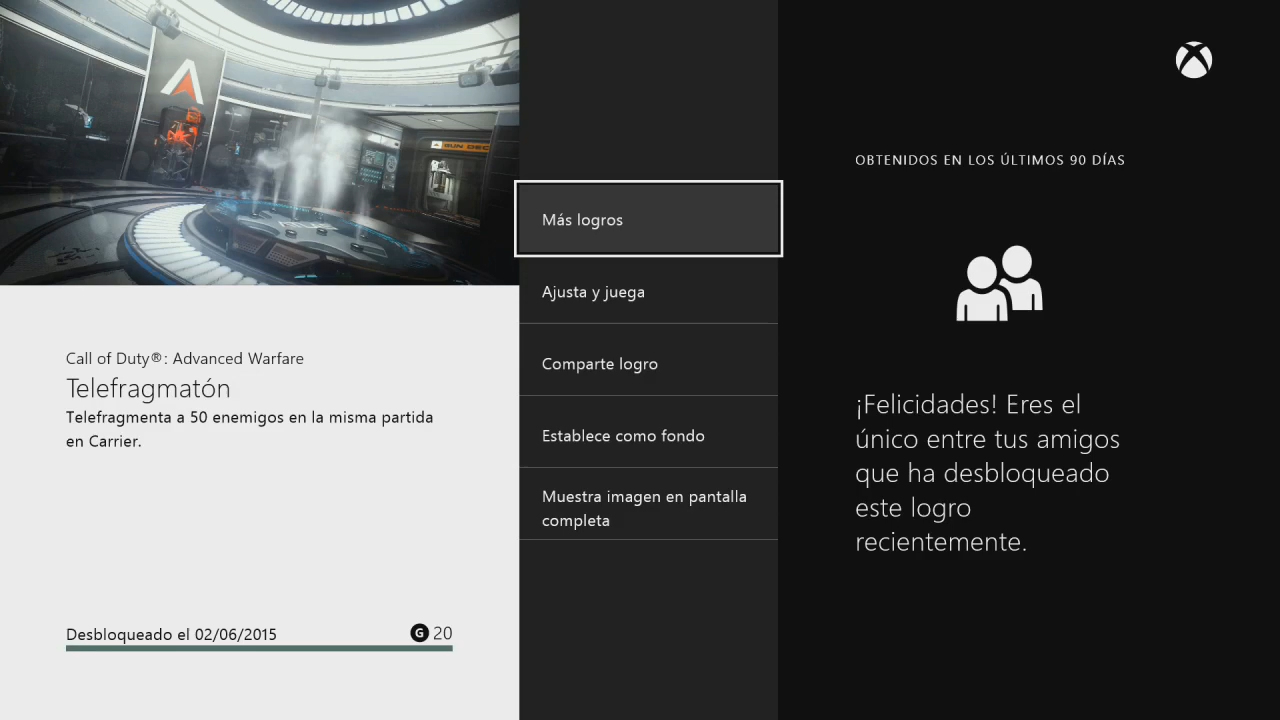 Call of Duty®: Advanced Warfare
Telefragmatón
Telefragmenta a 50 enemigos en la misma partida
en Carrier.
Desbloqueado el 02/06/2015
G 20
Más logros
Ajusta y juega
Comparte logro
Establece como fondo
Muestra imagen en pantalla
completa
OBTENIDOS EN LOS ÚLTIMOS 90 DÍAS
¡Felicidades! Eres el
único entre tus amigos
que ha desbloqueado
este logro
recientemente.